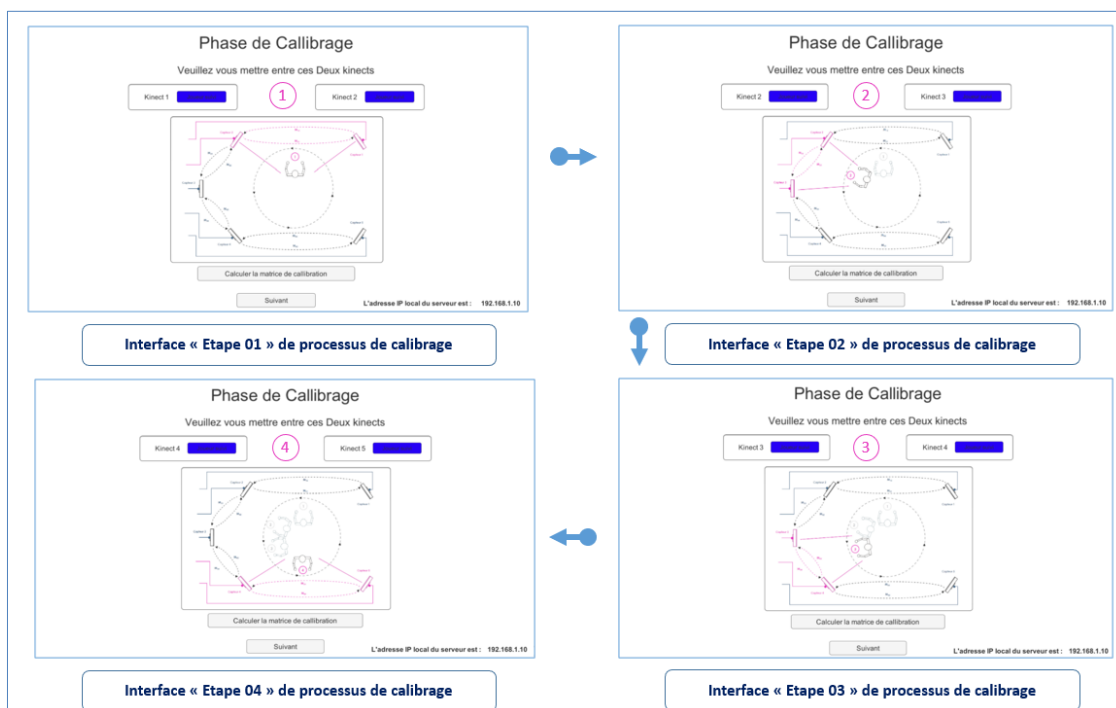 Phase de Callibrage
Veuillez vous mettre entre ces Deux kinects
Kinect 1
1
Kinect 2
Calculer la matrice de callibration
Suivant
L'adresse IP local du serveur est : 192.168.1.10
Interface « Etape 01 » de processus de calibrage
Phase de Callibrage
Veuillez vous mettre entre ces Deux kinects
Kinect 2
2
Kinect 3
Calculer la matrice de callibration
Suivant
L'adresse IP local du serveur est : 192.168.1.10
Interface « Etape 02 » de processus de calibrage
Phase de Callibrage
Veuillez vous mettre entre ces Deux kinects
Kinect 3
3
Kinect 4
Calculer la matrice de callibration
Suivant
L'adresse IP local du serveur est : 192.168.1.10
Interface « Etape 03 » de processus de calibrage
Phase de Callibrage
Veuillez vous mettre entre ces Deux kinects
Kinect 4
4
Kinect 5
Calculer la matrice de callibration
Suivant
L'adresse IP local du serveur est : 192.168.1.10
Interface « Etape 04 » de processus de calibrage